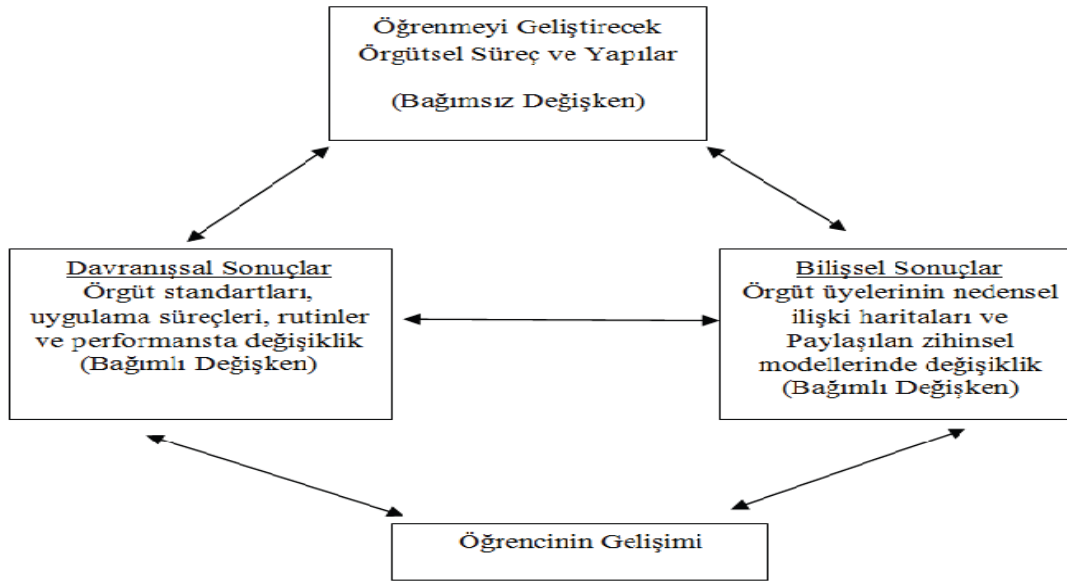 Öğrenmeyi Geliştirecek
Örgütsel Süreç ve Yapılar
(Bağımsız Değişken)
Davranışsal Sonuçlar
Örgüt standartları,
uygulama süreçleri, rutinler
ve performansta değişiklik
(Bağımlı Değişken)
Bilişsel Sonuçlar
Örgüt üyelerinin nedensel
ilişki haritaları ve
Paylaşılan zihinsel
modellerinde değişiklik
(Bağımlı Değişken)
Öğrencinin Gelişimi